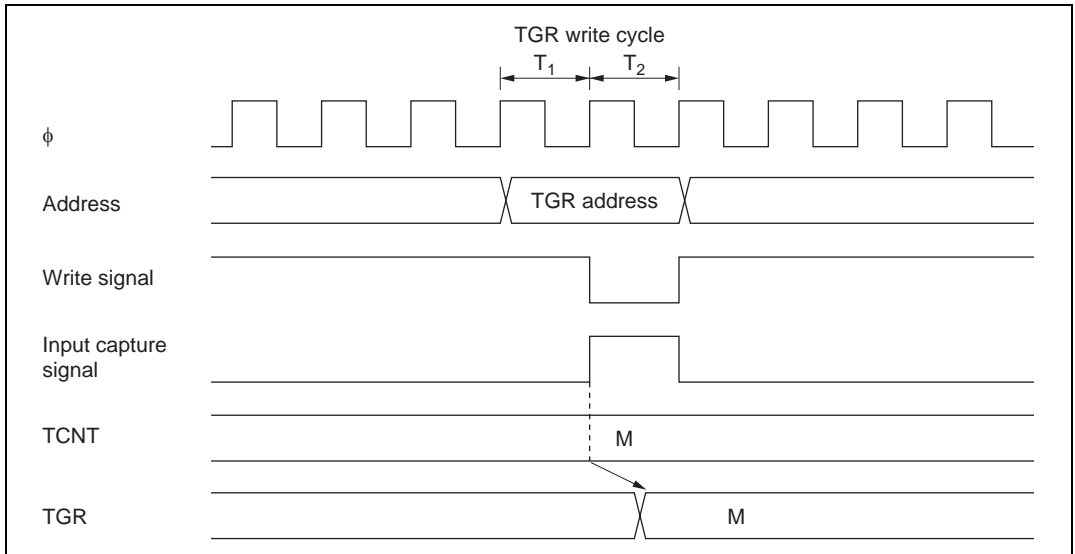 TGR write cycle
T1 T2
ϕ
Address
TGR address
Write signal
Input capture
signal
TCNT
M
TGR
M